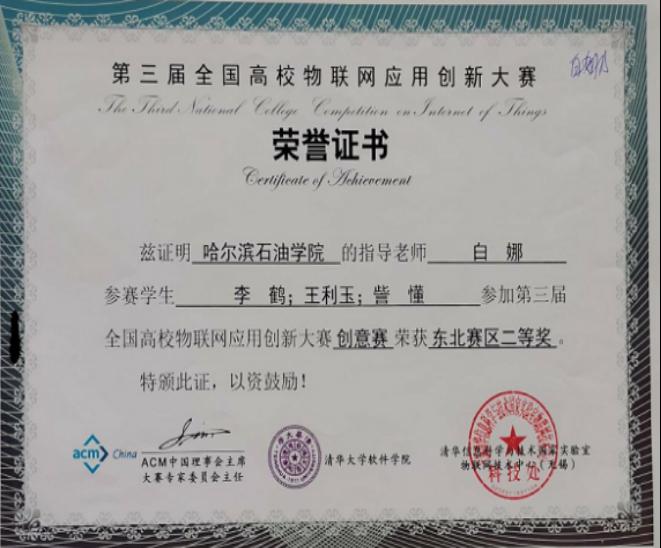 第三届全国高校物联网应用创新大赛
The Third National College Competition on Internet of Things
荣誉证书
Certificate of Achievement
兹证明 哈尔滨石油学院 的指导老师 白 娜
参赛学生 李 鹤；王利玉；訾 懂 参加第三届
全国高校物联网应用创新大赛 创意赛 荣获 东北赛区二等奖 。
特颁此证，以资鼓励！
acm China
ACM中国理事会主席
大赛专家委员会主任
清华大学软件学院
清华信息科学与技术国家实验室
物联网技术中心（无锡）
科技处